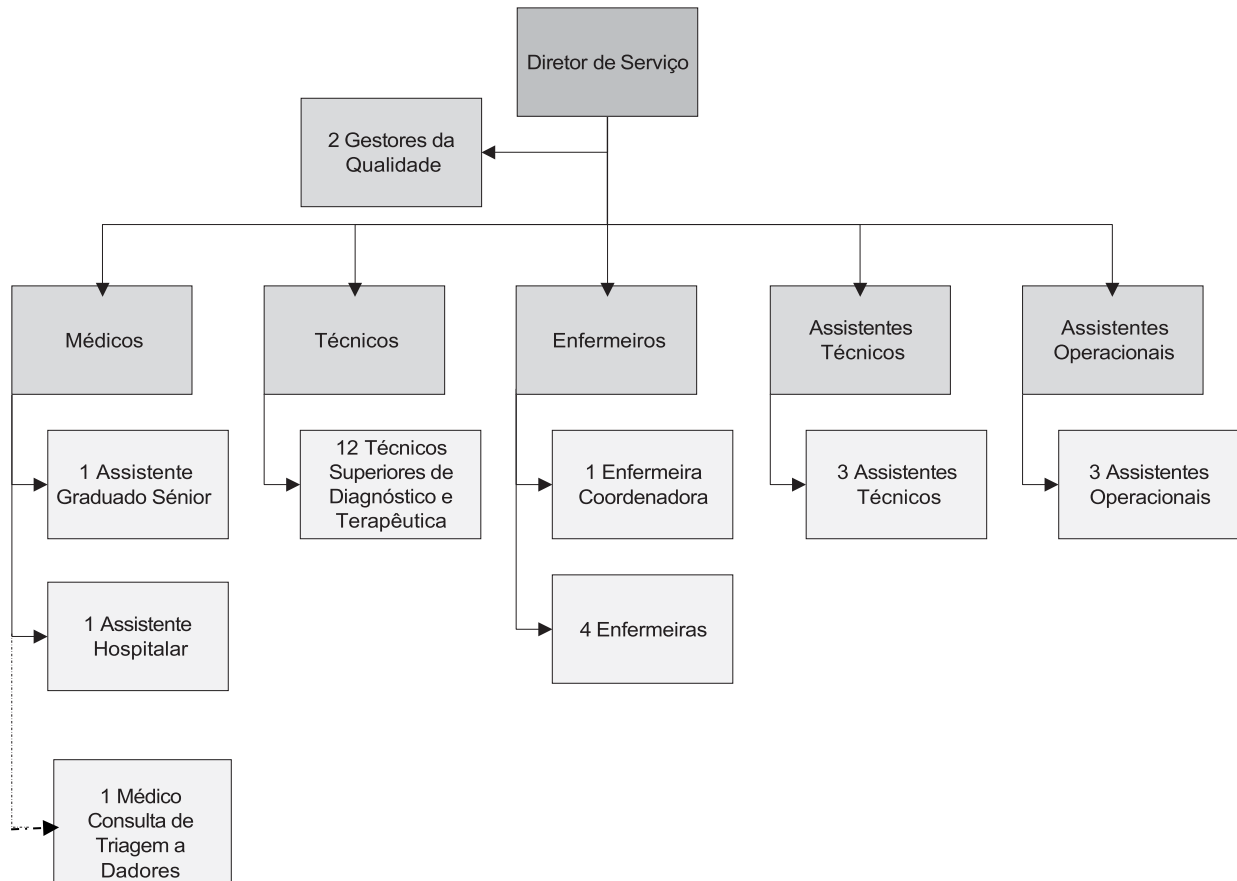 Diretor de Serviço
2 Gestores da
Qualidade
Médicos
Técnicos
Enfermeiros
Assistentes
Técnicos
Assistentes
Operacionais
1 Assistente
Graduado Sénior
12 Técnicos
Superiores de
Diagnóstico e
Terapêutica
1 Enfermeira
Coordenadora
3 Assistentes
Técnicos
3 Assistentes
Operacionais
1 Assistente
Hospitalar
4 Enfermeiras
1 Médico
Consulta de
Triagem a
Dadores